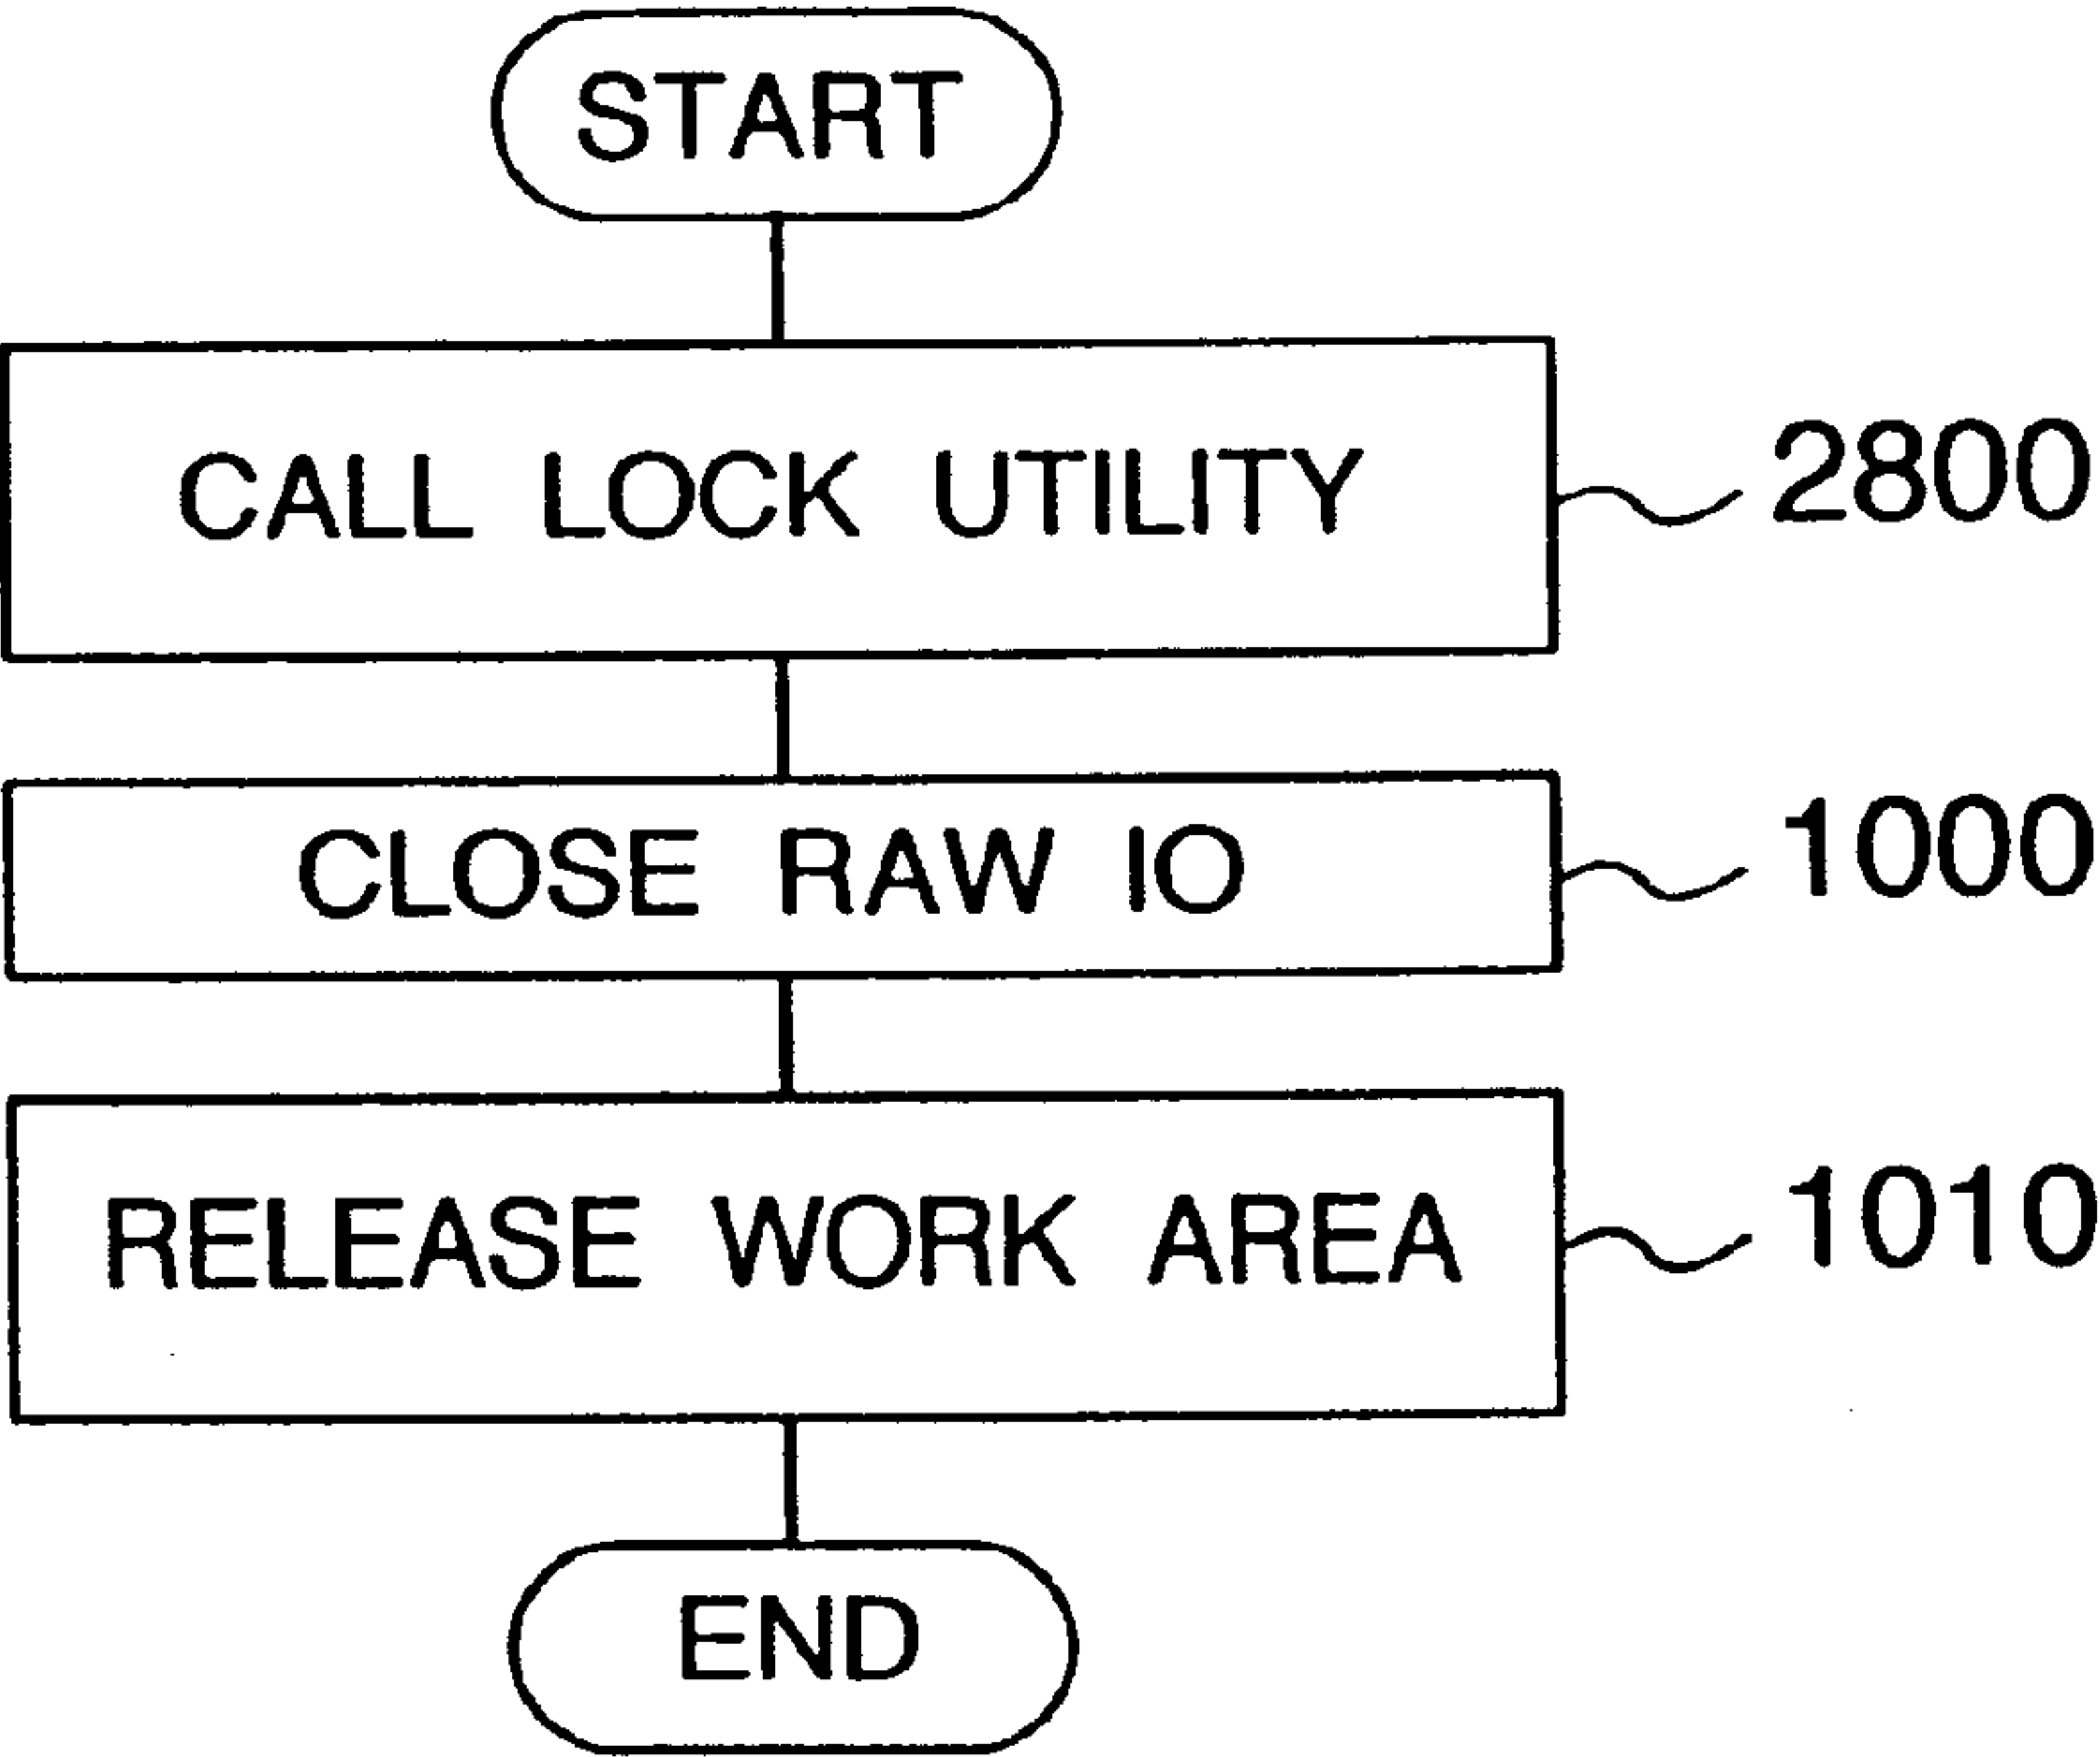 START
CALL LOCK UTILITY
2800
CLOSE RAW IO
1000
RELEASE WORK AREA
1010
END